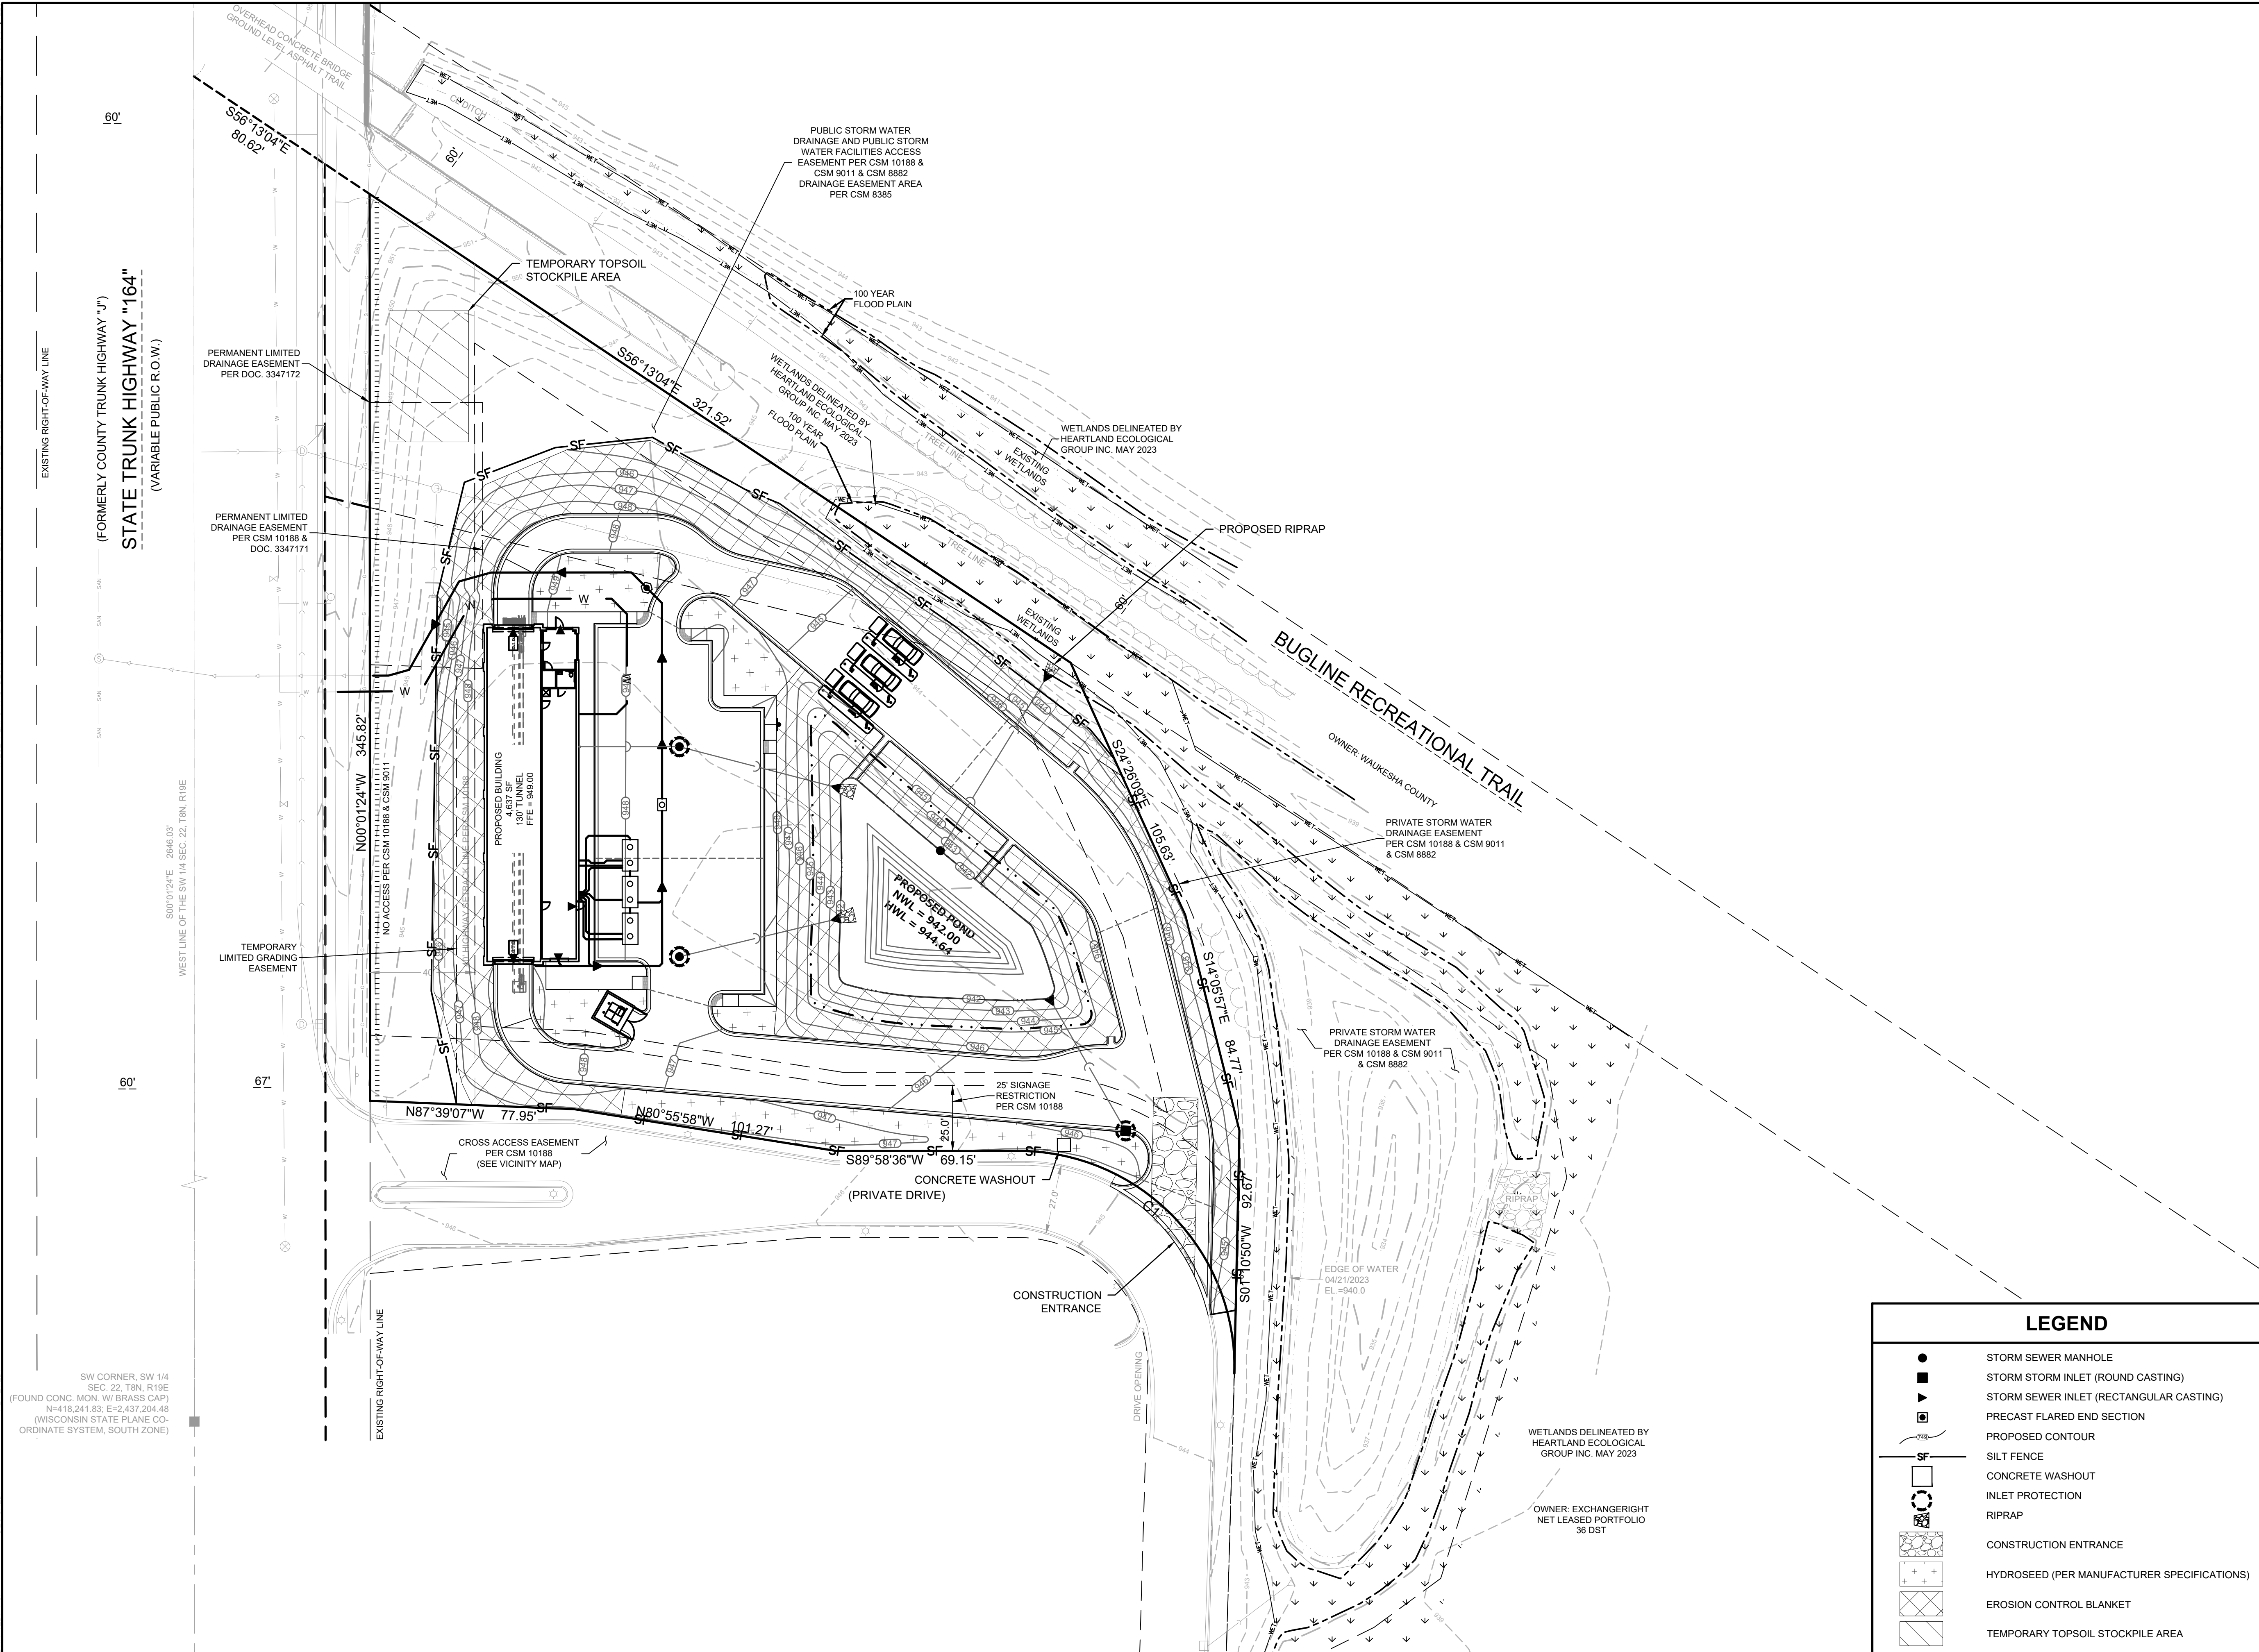 OVERHEAD CONCRETE BRIDGE
GROUND LEVEL ASPHALT TRAIL
60'
S56°13'04"E
80.62'
60'
PUBLIC STORM WATER
DRAINAGE AND PUBLIC STORM
WATER FACILITIES ACCESS
EASEMENT PER CSM 10188 &
CSM 9011 & CSM 8882
DRAINAGE EASEMENT AREA
PER CSM 8385
TEMPORARY TOPSOIL
STOCKPILE AREA
100 YEAR
FLOOD PLAIN
EXISTING RIGHT-OF-WAY LINE
(FORMERLY COUNTY TRUNK HIGHWAY "J")
STATE TRUNK HIGHWAY "164"
(VARIABLE PUBLIC R.O.W.)
PERMANENT LIMITED
DRAINAGE EASEMENT
PER DOC. 3347172
S56°13'04"E 321.52'
WETLANDS DELINEATED BY
HEARTLAND ECOLOGICAL
GROUP INC. MAY 2023
100 YEAR
FLOOD PLAIN
TREE LINE
EXISTING
WETLANDS
WETLANDS DELINEATED BY
HEARTLAND ECOLOGICAL
GROUP INC. MAY 2023
PERMANENT LIMITED
DRAINAGE EASEMENT
PER CSM 10188 &
DOC. 3347171
PROPOSED RIPRAP
TREE LINE
EXISTING
WETLANDS
60'
BUGLINE RECREATIONAL TRAIL
OWNER: WAUKESHA COUNTY
N00°01'24"W 345.82'
NO ACCESS PER CSM 10188 & CSM 9011
PROPOSED BUILDING
4,637 SF
130' TUNNEL
FFE = 949.00
S24°26'09"E 105.63'
PRIVATE STORM WATER
DRAINAGE EASEMENT
PER CSM 10188 & CSM 9011
& CSM 8882
PROPOSED POND
NWL = 942.00
HWL = 944.64
S00°01'24"E 2646.03'
WEST LINE OF THE SW 1/4 SEC. 22, T8N, R19E
TEMPORARY
LIMITED GRADING
EASEMENT
S14°05'57"E 84.77'
PRIVATE STORM WATER
DRAINAGE EASEMENT
PER CSM 10188 & CSM 9011
& CSM 8882
60'
67'
N87°39'07"W 77.95'
N80°55'58"W 101.27'
25' SIGNAGE
RESTRICTION
PER CSM 10188
25.0'
CROSS ACCESS EASEMENT
PER CSM 10188
(SEE VICINITY MAP)
S89°58'36"W 69.15'
CONCRETE WASHOUT
(PRIVATE DRIVE)
27.0'
C1
S01°10'50"W 92.67'
RIPRAP
EDGE OF WATER
04/21/2023
EL.=940.0
CONSTRUCTION
ENTRANCE
EXISTING RIGHT-OF-WAY LINE
DRIVE OPENING
SW CORNER, SW 1/4
SEC. 22, T8N, R19E
(FOUND CONC. MON. W/ BRASS CAP)
N=418,241.83; E=2,437,204.48
(WISCONSIN STATE PLANE CO-
ORDINATE SYSTEM, SOUTH ZONE)
WETLANDS DELINEATED BY
HEARTLAND ECOLOGICAL
GROUP INC. MAY 2023
OWNER: EXCHANGERIGHT
NET LEASED PORTFOLIO
36 DST
LEGEND
STORM SEWER MANHOLE
STORM STORM INLET (ROUND CASTING)
STORM SEWER INLET (RECTANGULAR CASTING)
PRECAST FLARED END SECTION
749 PROPOSED CONTOUR
SF SILT FENCE
CONCRETE WASHOUT
INLET PROTECTION
RIPRAP
CONSTRUCTION ENTRANCE
HYDROSEED (PER MANUFACTURER SPECIFICATIONS)
EROSION CONTROL BLANKET
TEMPORARY TOPSOIL STOCKPILE AREA